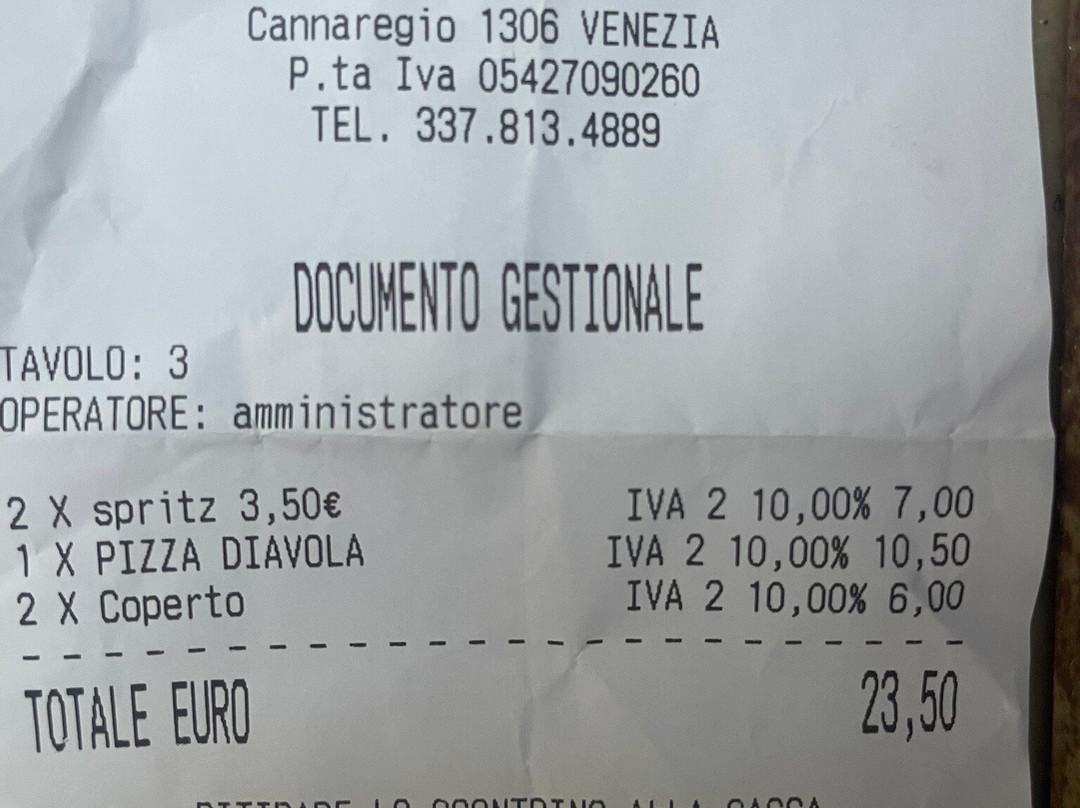 Cannaregio 1306 VENEZIA
P.ta Iva 05427090260
TEL. 337.813.4889
DOCUMENTO GESTIONALE
TAVOLO: 3
OPERATORE: amministratore
2 X spritz 3,50€ IVA 2 10,00% 7,00
1 X PIZZA DIAVOLA IVA 2 10,00% 10,50
2 X Coperto IVA 2 10,00% 6,00
TOTALE EURO 23,50